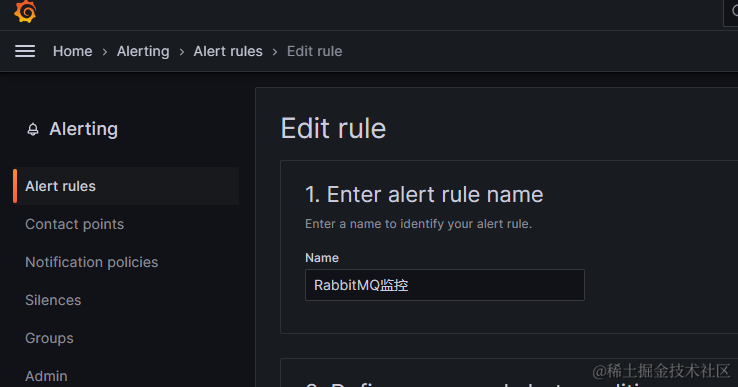 Home > Alerting > Alert rules > Edit rule
Alerting
Edit rule
Alert rules
Contact points
Notification policies
Silences
Groups
Admin
1. Enter alert rule name
Enter a name to identify your alert rule.
Name
RabbitMQ监控
@稀土掘金技术社区